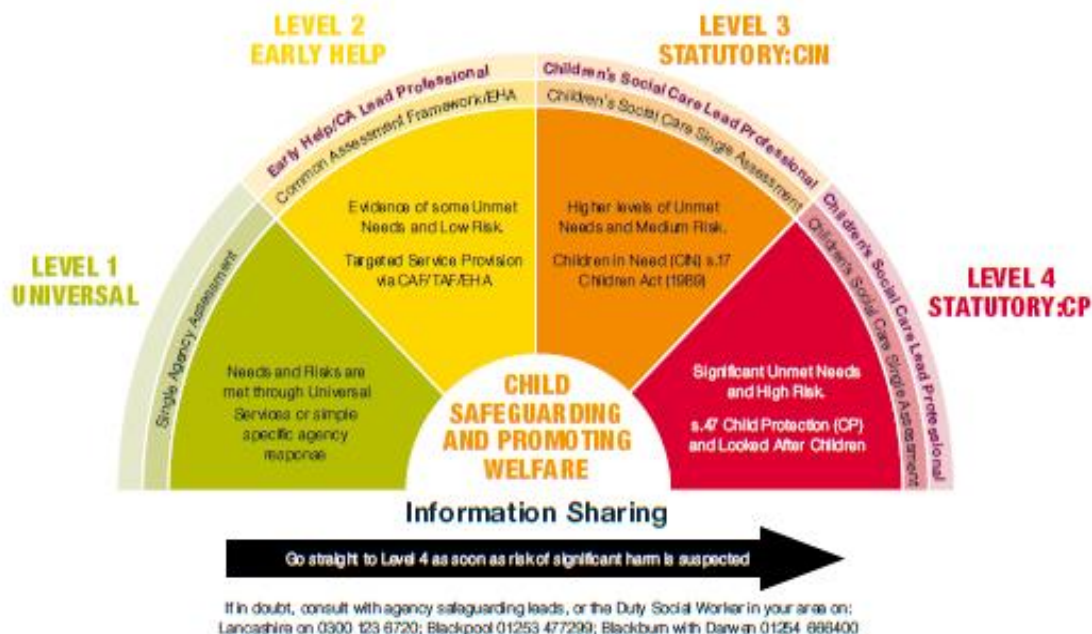 LEVEL 2
EARLY HELP
LEVEL 3
STATUTORY:CIN
Early Help/CA Lead Professional
Common Assessment Framework/EHA
Children's Social Care Lead Professional
Children's Social Care Single Assessment
LEVEL 1
UNIVERSAL
Single Agency Assessment
Evidence of some Unmet
Needs and Low Risk.
Targeted Service Provision
via CAF/TAF/EHA
Higher levels of Unmet
Needs and Medium Risk.
Children in Need (CIN) s.17
Children Act (1989)
LEVEL 4
STATUTORY:CP
Children's Social Care Lead Professional
Children's Social Care Single Assessment
Needs and Risks are
met through Universal
Services or simple
specific agency
response
CHILD
SAFEGUARDING
AND PROMOTING
WELFARE
Significant Unmet Needs
and High Risk.
s.47 Child Protection (CP)
and Looked After Children
Information Sharing
Go straight to Level 4 as soon as risk of significant harm is suspected
If in doubt, consult with agency safeguarding leads, or the Duty Social Worker in your area on:
Lancashire on 0300 123 6720; Blackpool 01253 477299; Blackburn with Darwen 01254 666400